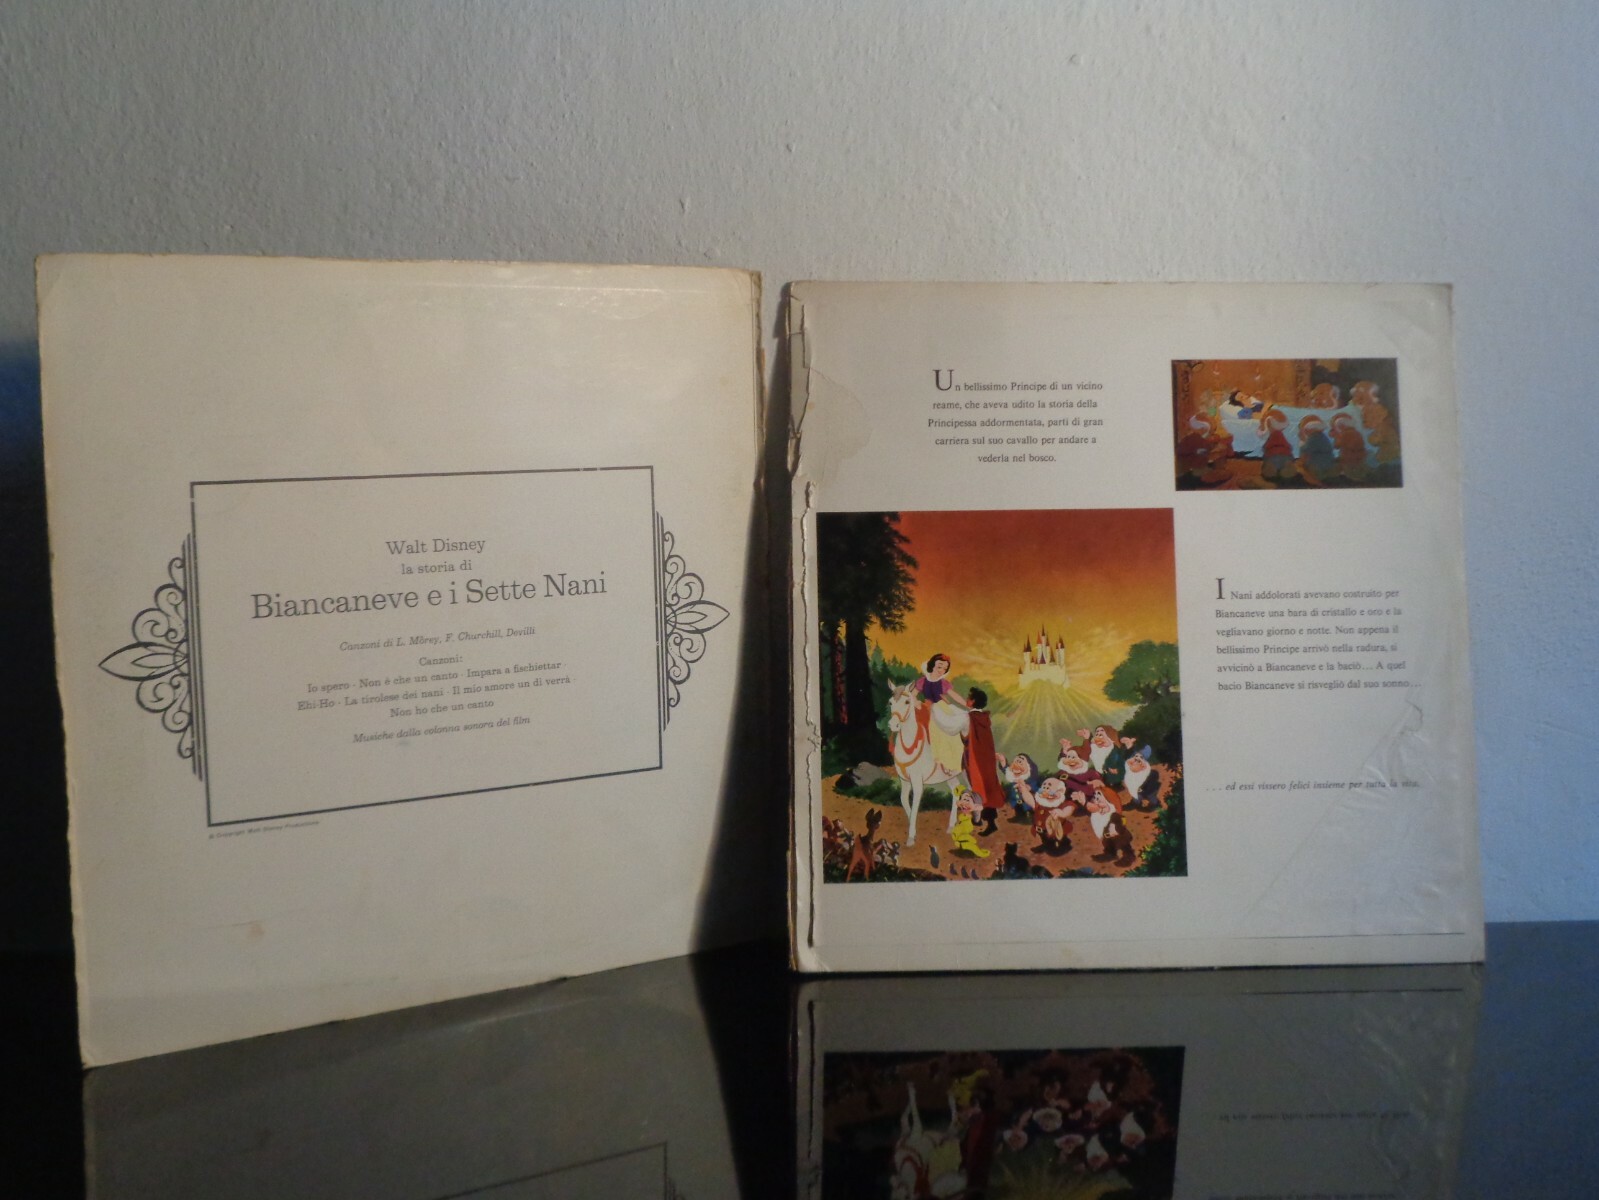 Walt Disney
la storia di
Biancaneve e i Sette Nani
Canzoni di L. Morey, F. Churchill, Devilli
Canzoni:
Io spero - Non è che un canto - Impara a fischiettar -
Ehi-Ho - La tirolese dei nani - Il mio amore un dì verrà -
Non ho che un canto
Musiche dalla colonna sonora del film
© Copyright Walt Disney Productions
Un bellissimo Principe di un vicino
reame, che aveva udito la storia della
Principessa addormentata, partì di gran
carriera sul suo cavallo per andare a
vederla nel bosco.
I Nani addolorati avevano costruito per
Biancaneve una bara di cristallo e oro e la
vegliavano giorno e notte. Non appena il
bellissimo Principe arrivò nella radura, si
avvicinò a Biancaneve e la baciò... A quel
bacio Biancaneve si risvegliò dal suo sonno...
... ed essi vissero felici insieme per tutta la vita.